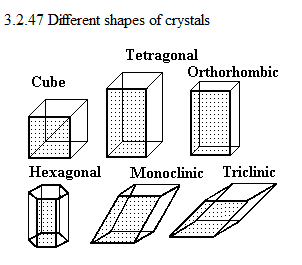 3.2.47 Different shapes of crystals
Tetragonal
Orthorhombic
Cube
Hexagonal Monoclinic Triclinic